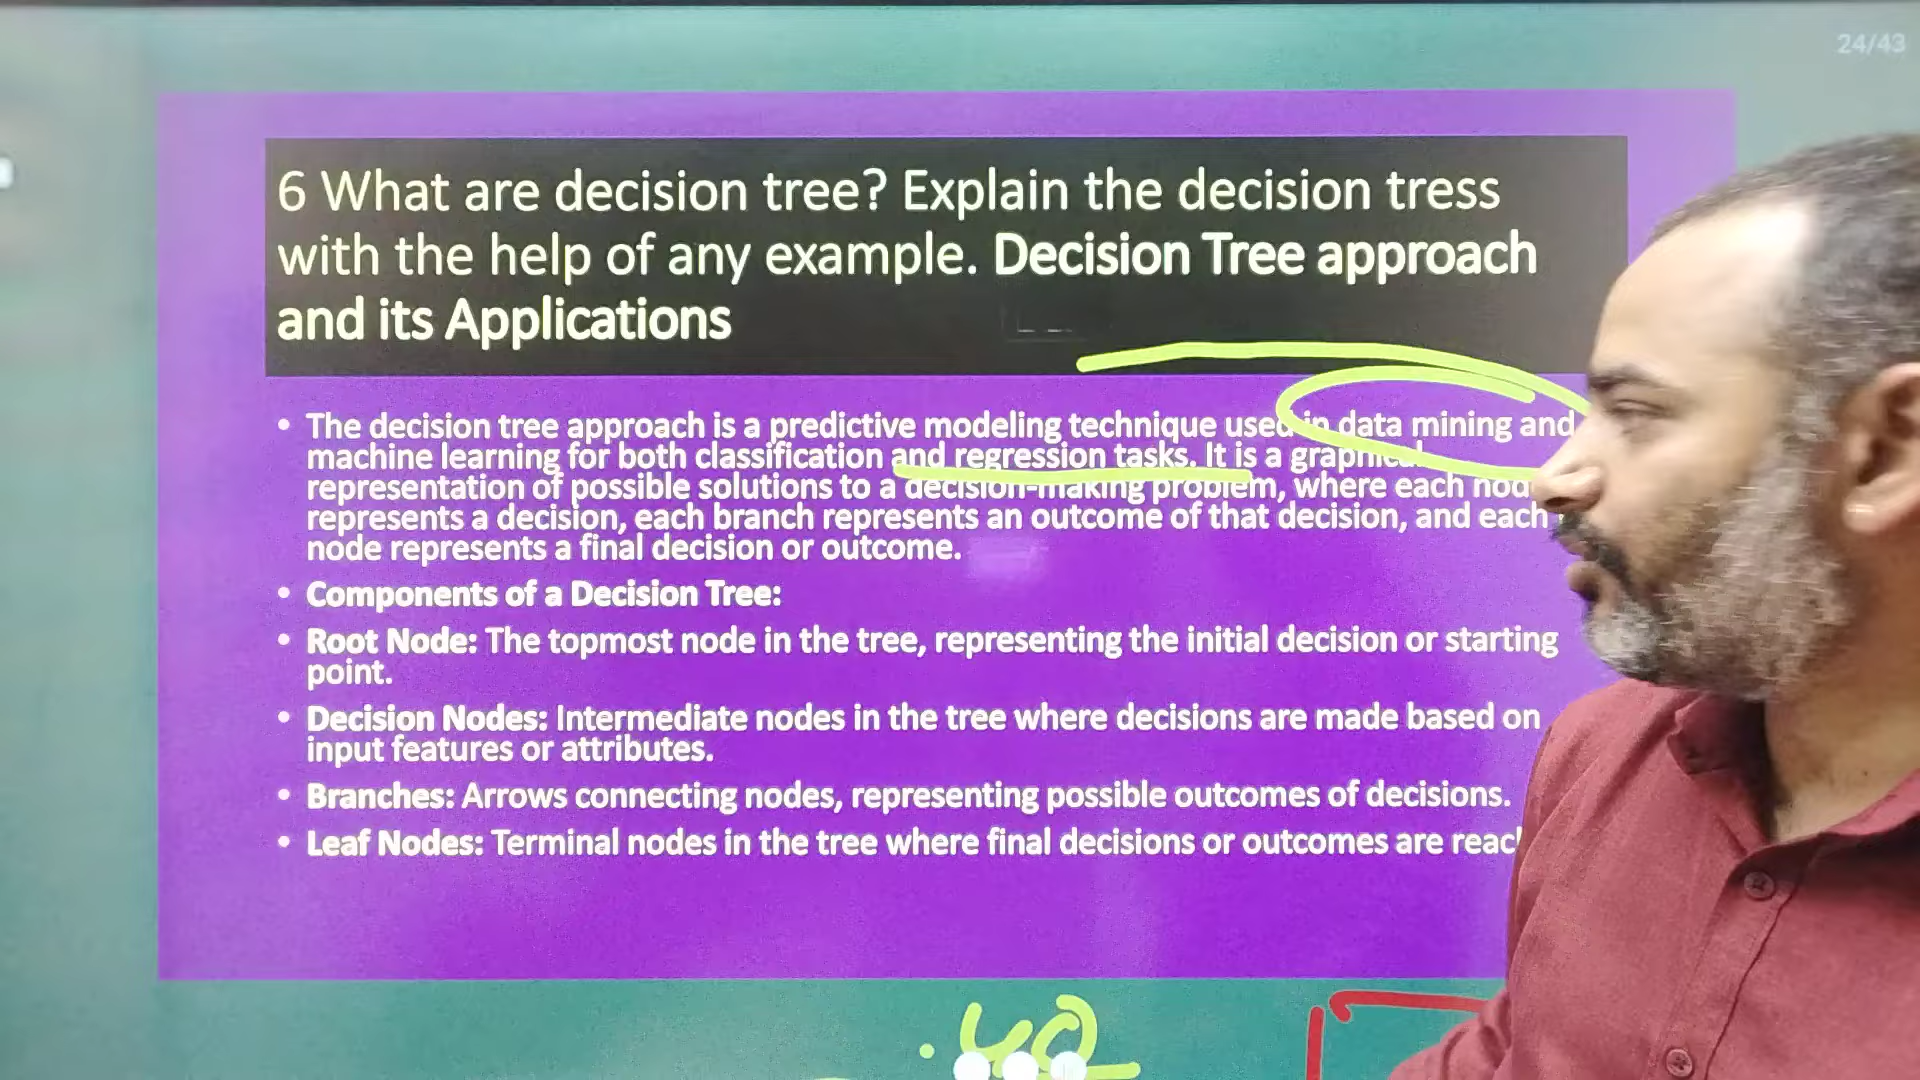 24/43
6 What are decision tree? Explain the decision tress
with the help of any example. Decision Tree approach
and its Applications
• The decision tree approach is a predictive modeling technique used in data mining and
machine learning for both classification and regression tasks. It is a graphical
representation of possible solutions to a decision-making problem, where each
represents a decision, each branch represents an outcome of that decision, and each
node represents a final decision or outcome.
• Components of a Decision Tree:
• Root Node: The topmost node in the tree, representing the initial decision or starting
point.
• Decision Nodes: Intermediate nodes in the tree where decisions are made based on
input features or attributes.
• Branches: Arrows connecting nodes, representing possible outcomes of decisions.
• Leaf Nodes: Terminal nodes in the tree where final decisions or outcomes are